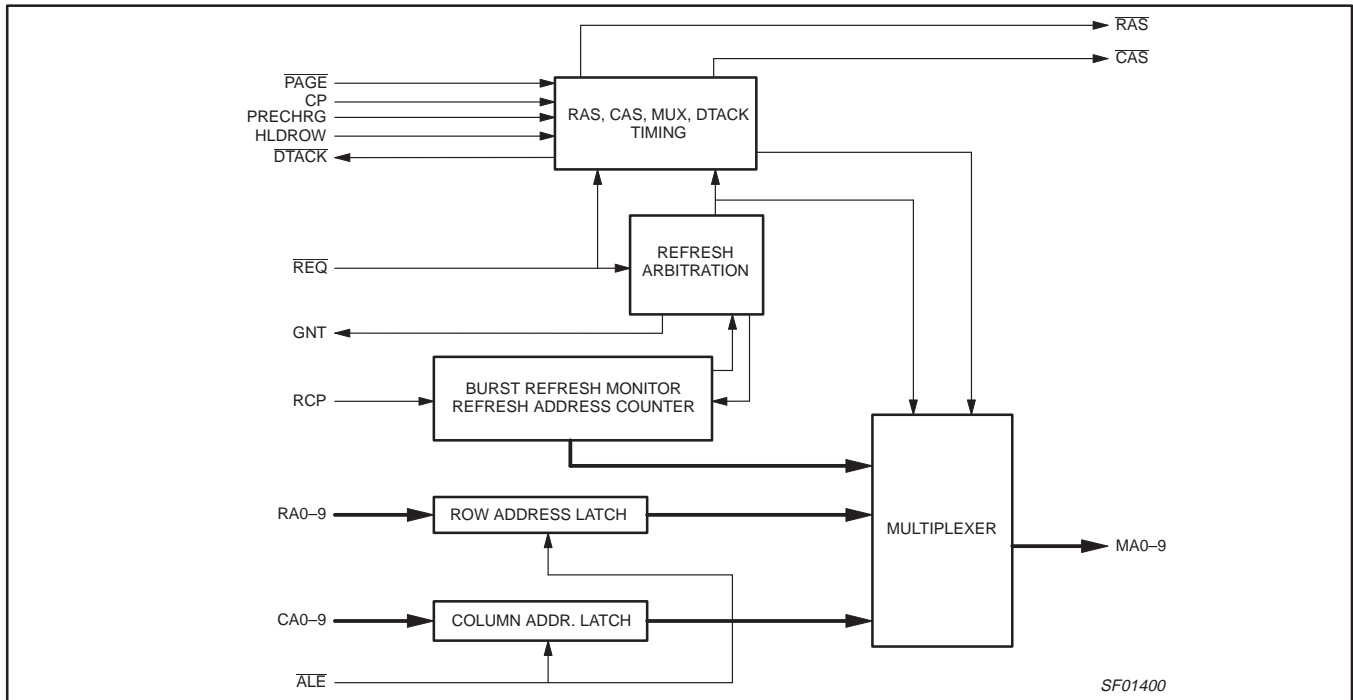 RAS
CAS
PAGE
CP
PRECHRG
HLDROW
DTACK
RAS, CAS, MUX, DTACK
TIMING
REQ
REFRESH
ARBITRATION
GNT
RCP
BURST REFRESH MONITOR
REFRESH ADDRESS COUNTER
RA0–9
ROW ADDRESS LATCH
MULTIPLEXER
MA0–9
CA0–9
COLUMN ADDR. LATCH
ALE
SF01400